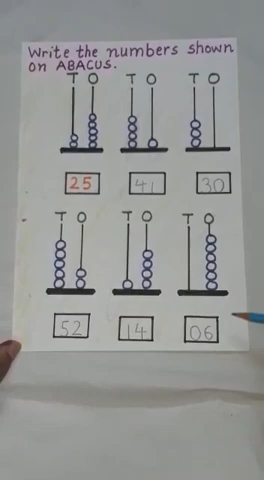 Write the numbers shown
on ABACUS.
T O T O T O
25 41 30
T O T O T O
52 14 06